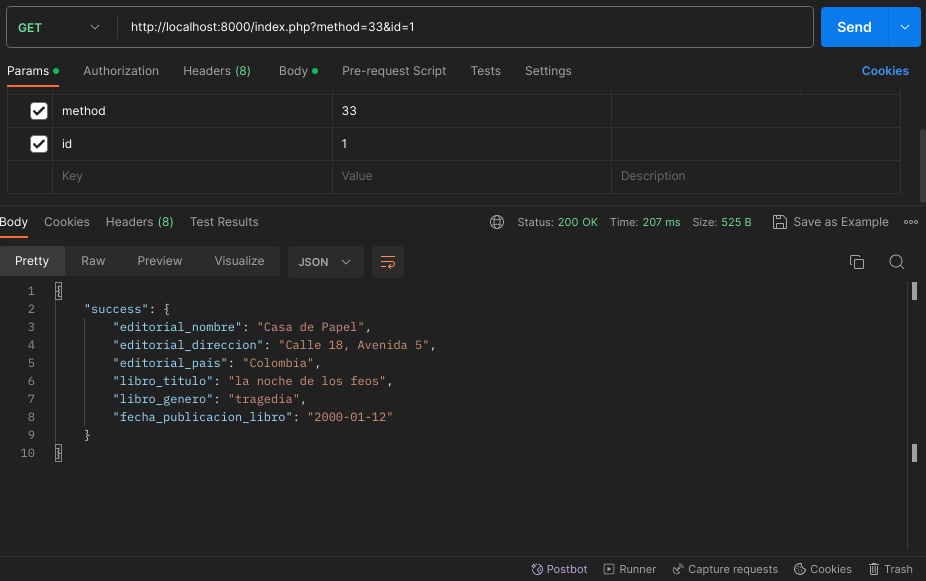 GET http://localhost:8000/index.php?method=33&id=1 Send
Params Authorization Headers (8) Body Pre-request Script Tests Settings Cookies
method 33
id 1
Key Value Description
Body Cookies Headers (8) Test Results Status: 200 OK Time: 207 ms Size: 525 B Save as Example
Pretty Raw Preview Visualize JSON
1 {
2 "success": {
3 "editorial_nombre": "Casa de Papel",
4 "editorial_direccion": "Calle 18, Avenida 5",
5 "editorial_pais": "Colombia",
6 "libro_titulo": "la noche de los feos",
7 "libro_genero": "tragedia",
8 "fecha_publicacion_libro": "2000-01-12"
9 }
10 }
Postbot Runner Capture requests Cookies Trash